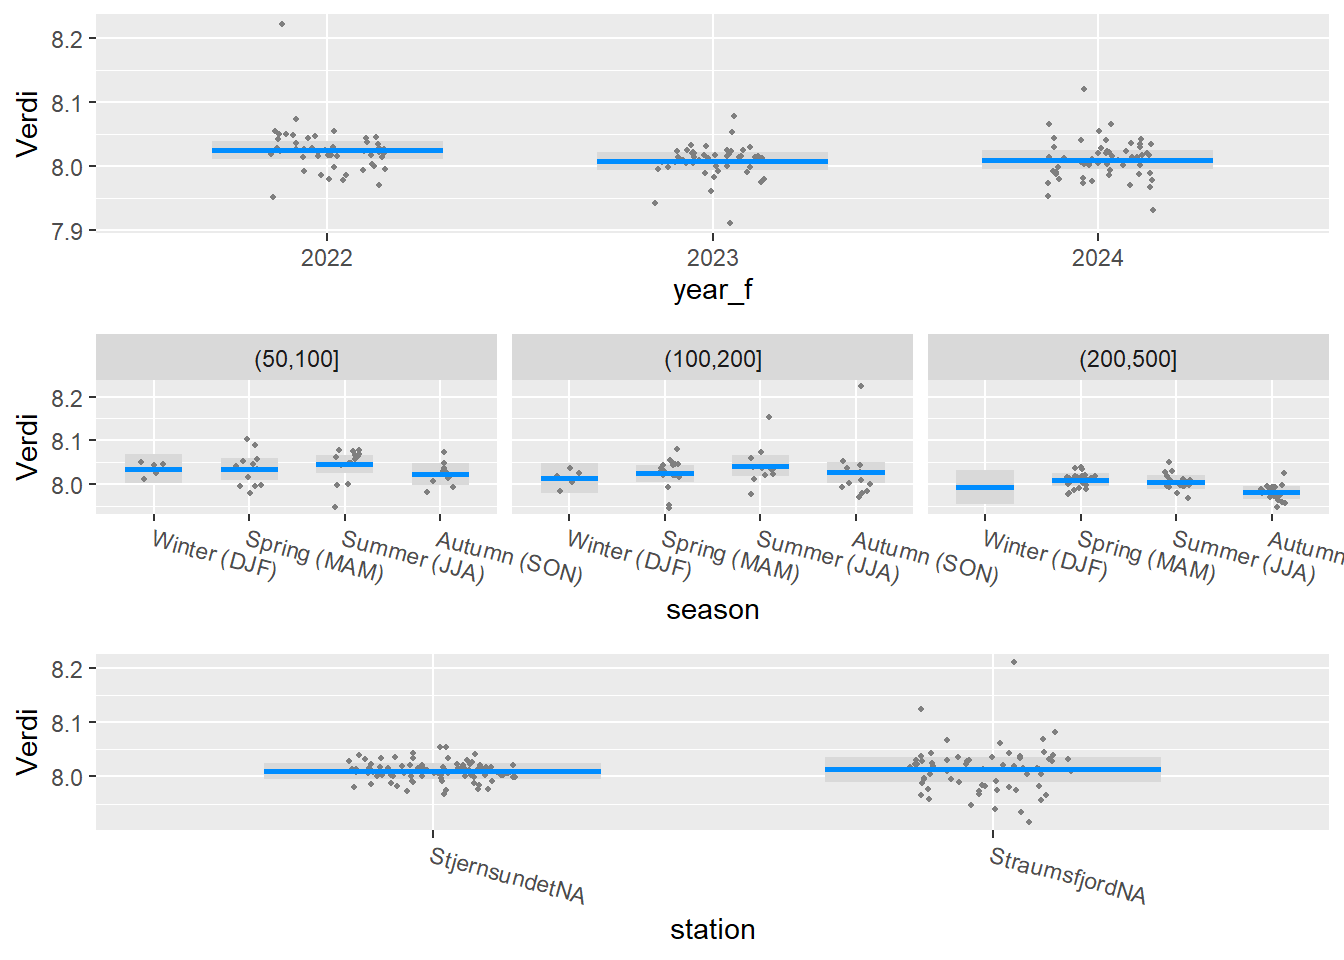 Verdi
8.2
8.1
8.0
7.9
2022 2023 2024
year_f
(50,100] (100,200] (200,500]
Verdi
8.2
8.1
8.0
Winter (DJF) Spring (MAM) Summer (JJA) Autumn (SON) Winter (DJF) Spring (MAM) Summer (JJA) Autumn (SON) Winter (DJF) Spring (MAM) Summer (JJA) Autumn
season
Verdi
8.2
8.1
8.0
StjernsundetNA StraumsfjordNA
station